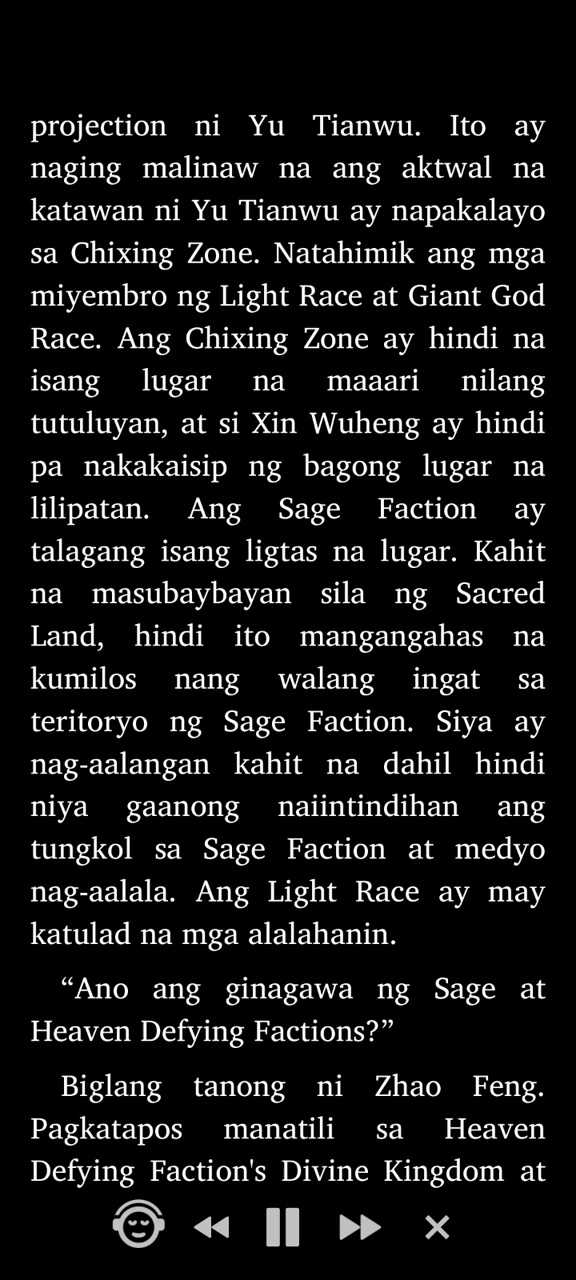 projection ni Yu Tianwu. Ito ay
naging malinaw na ang aktwal na
katawan ni Yu Tianwu ay napakalayo
sa Chixing Zone. Natahimik ang mga
miyembro ng Light Race at Giant God
Race. Ang Chixing Zone ay hindi na
isang lugar na maaari nilang
tutuluyan, at si Xin Wuheng ay hindi
pa nakakaisip ng bagong lugar na
lilipatan. Ang Sage Faction ay
talagang isang ligtas na lugar. Kahit
na masubaybayan sila ng Sacred
Land, hindi ito mangangahas na
kumilos nang walang ingat sa
teritoryo ng Sage Faction. Siya ay
nag-aalangan kahit na dahil hindi
niya gaanong naiintindihan ang
tungkol sa Sage Faction at medyo
nag-aalala. Ang Light Race ay may
katulad na mga alalahanin.
“Ano ang ginagawa ng Sage at
Heaven Defying Factions?”
Biglang tanong ni Zhao Feng.
Pagkatapos manatili sa Heaven
Defying Faction's Divine Kingdom at